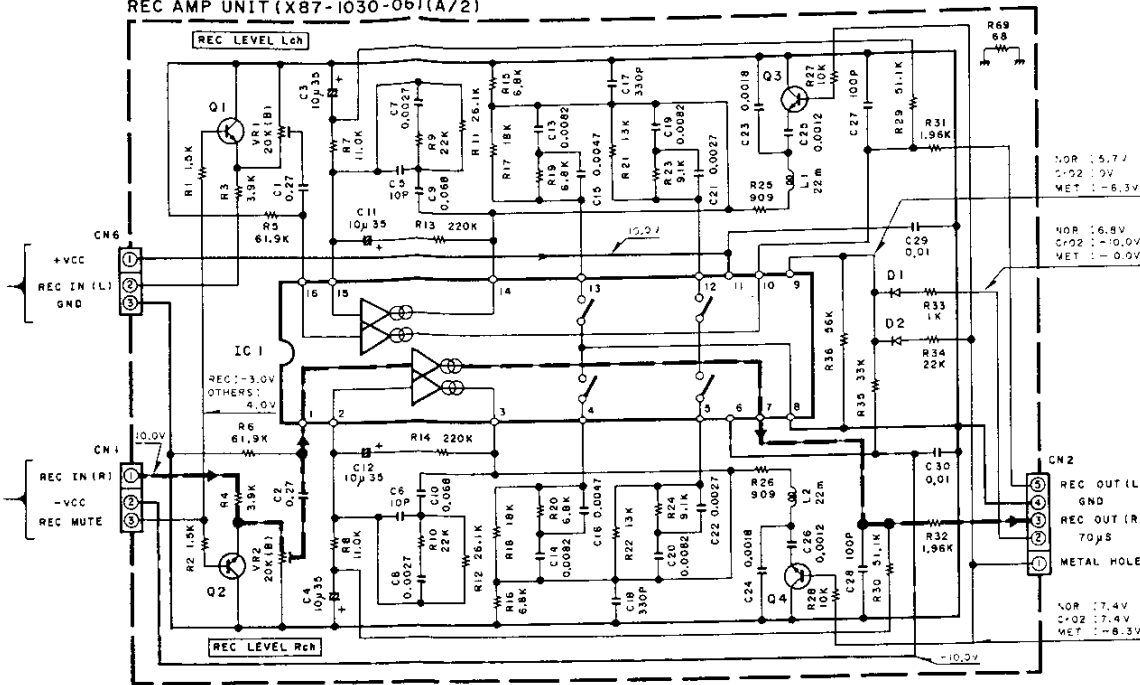 REC AMP UNIT (X87-1030-06)(A/2)
REC LEVEL Lch
R69
68
Q1
VR1
20K(B)
R1 1.5K
R3
3.9K
C1
0.27
R5
61.9K
C3
10µ35
R7
11.0K
C7
0.0027
R9
22K
R11 26.1K
C5
10P
C9
0.068
C11
10µ35
R13 220K
R15
6.8K
R17 18K
C13
0.0082
R19
6.8K
C15 0.0047
C17
330P
R21 13K
C19
0.0082
R23
9.1K
C21 0.0027
C23 0.0018
Q3
C25
0.0012
L1
22m
R25
909
R27
10K
C27 100P
R29 51.1K
R31
1.96K
10.0V
C29
0.01
NOR : 5.7V
CrO2 : 0V
MET : -6.3V
NOR : 6.8V
CrO2 : -10.0V
MET : -10.0V
CN6
1 +VCC
2 REC IN (L)
3 GND
16 15 14 13 12 11 10 9
IC1
D1
R33
1K
D2
R34
22K
R36 56K
R35 33K
1 2 3 4 5 6 7 8
REC:-3.0V
OTHERS:
4.0V
R6
61.9K
CN1
10.0V
1 REC IN (R)
2 -VCC
3 REC MUTE
R4
3.9K
C2
0.27
R2 1.5K
Q2
VR2
20K(B)
C12
10µ35
R14 220K
R8
11.0K
C4
10µ35
C6
10P
C10
0.068
R10
22K
C8
0.0027
R12 26.1K
R18 18K
R16
6.8K
R20
6.8K
C14
0.0082
C16 0.0047
R22 13K
C18
330P
R24
9.1K
C20
0.0082
C22 0.0027
R26
909
L2
22m
C24 0.0018
C26
0.0012
Q4
R28
10K
C28 100P
R30 51.1K
R32
1.96K
C30
0.01
CN2
5 REC OUT (L
4 GND
3 REC OUT (R
2 70µS
1 METAL HOLE
NOR : 7.4V
CrO2 : 7.4V
MET : -8.3V
-10.0V
REC LEVEL Rch